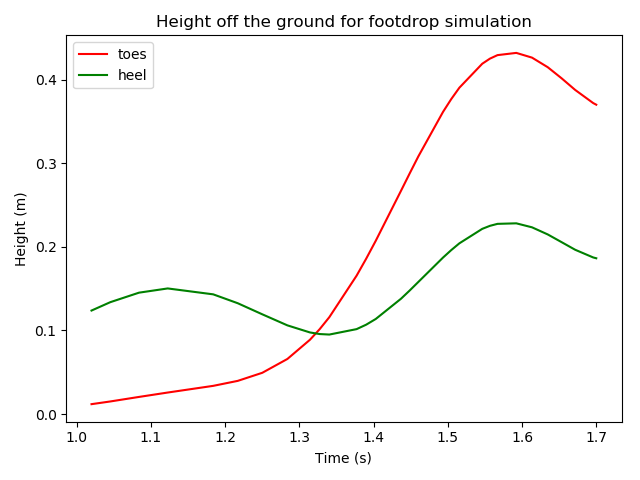 Height off the ground for footdrop simulation
toes
heel
Height (m)
0.4
0.3
0.2
0.1
0.0
1.0 1.1 1.2 1.3 1.4 1.5 1.6 1.7
Time (s)